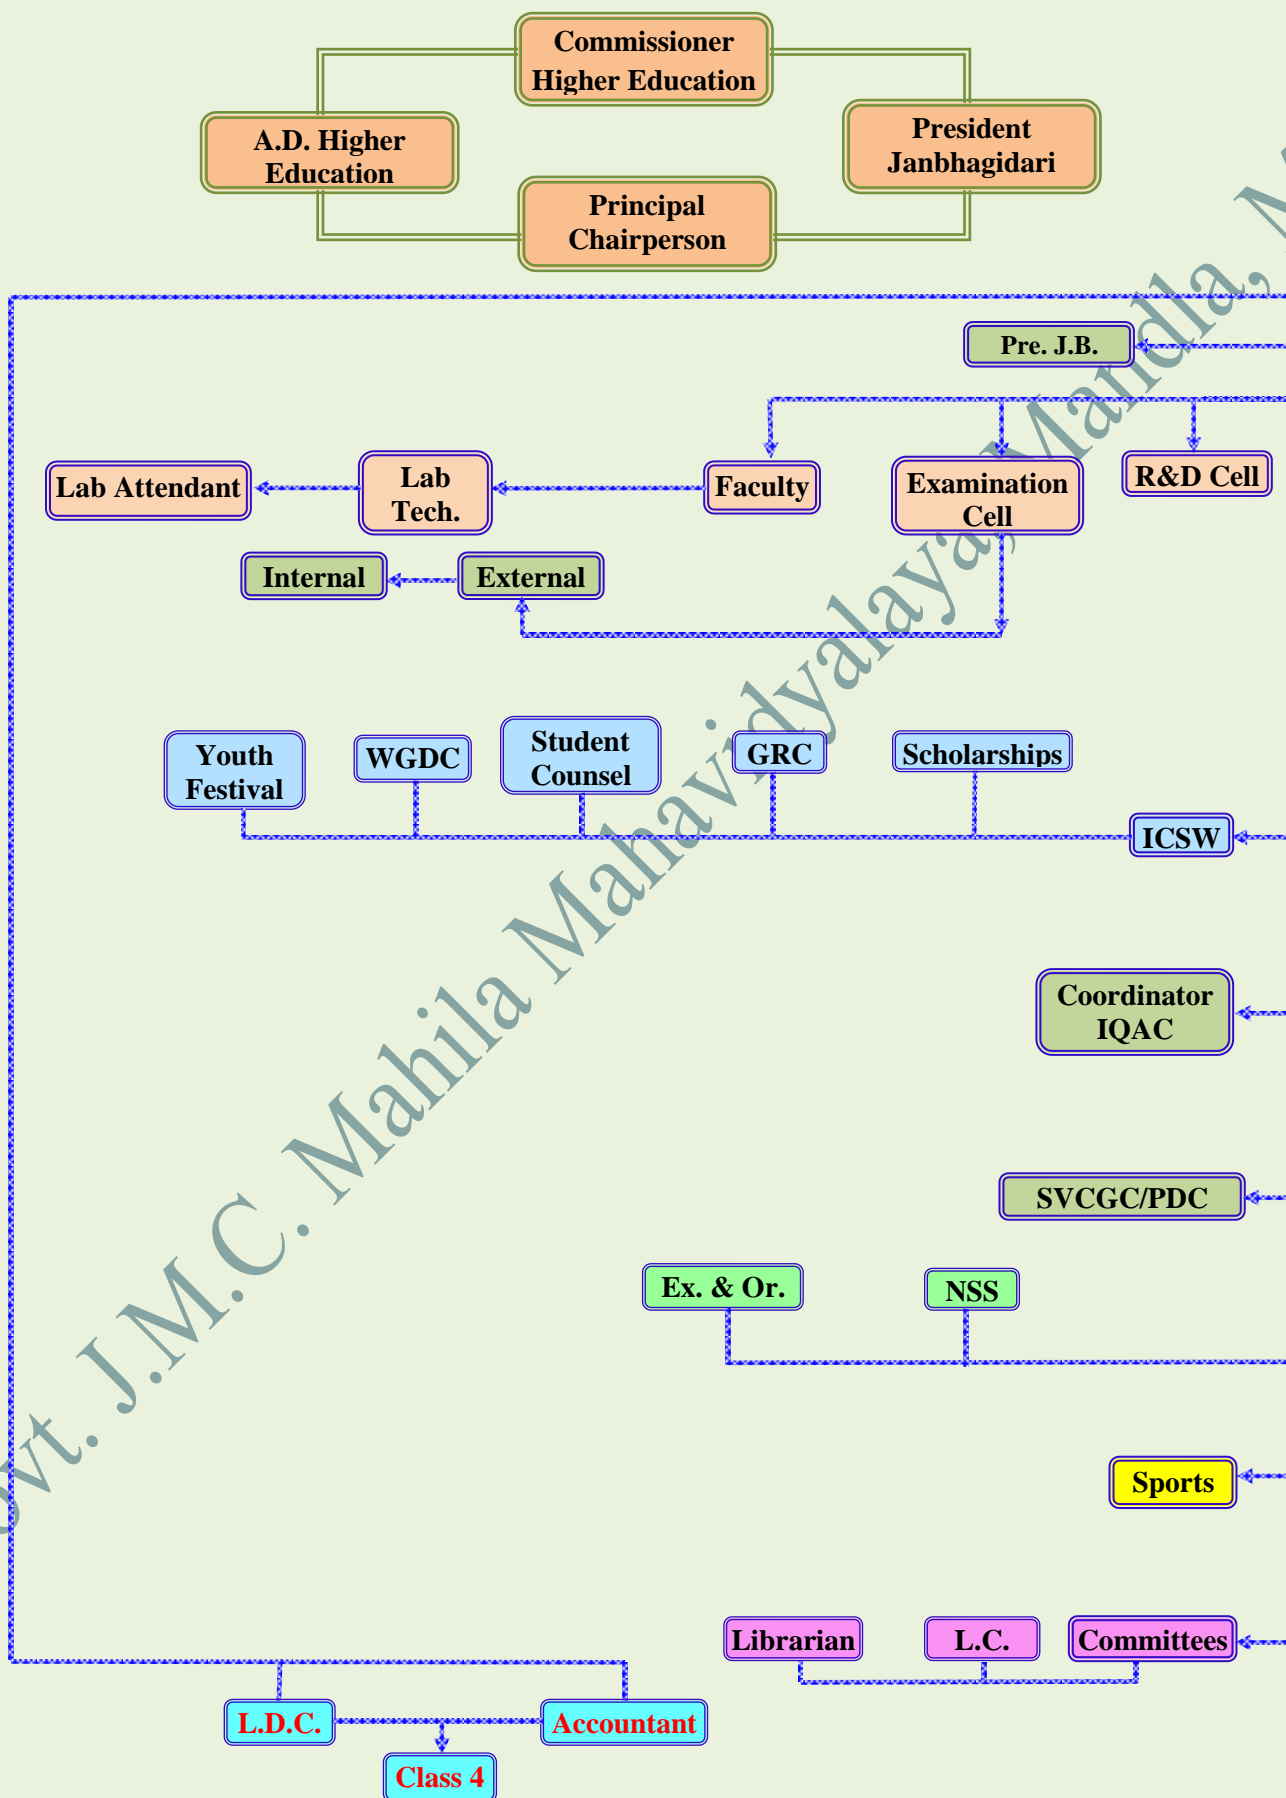 Commissioner
Higher Education
A.D. Higher
Education
President
Janbhagidari
Principal
Chairperson
Pre. J.B.
Lab Attendant
Lab
Tech.
Faculty
Examination
Cell
R&D Cell
Internal
External
Youth
Festival
WGDC
Student
Counsel
GRC
Scholarships
ICSW
Coordinator
IQAC
SVCGC/PDC
Ex. & Or.
NSS
Sports
Librarian
L.C.
Committees
L.D.C.
Accountant
Class 4
ovt. J.M.C. Mahila Mahavidyalaya, Mandla, M